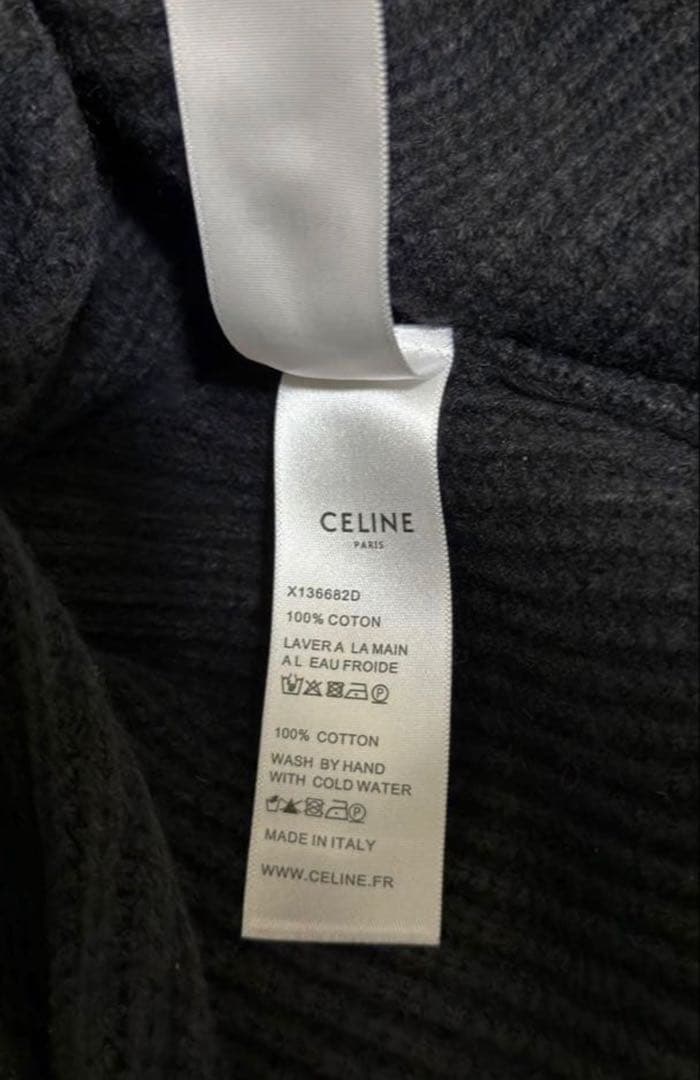 CELINE
PARIS
X136682D
100% COTON
LAVER A LA MAIN
A L EAU FROIDE
P
100% COTTON
WASH BY HAND
WITH COLD WATER
P
MADE IN ITALY
WWW.CELINE.FR